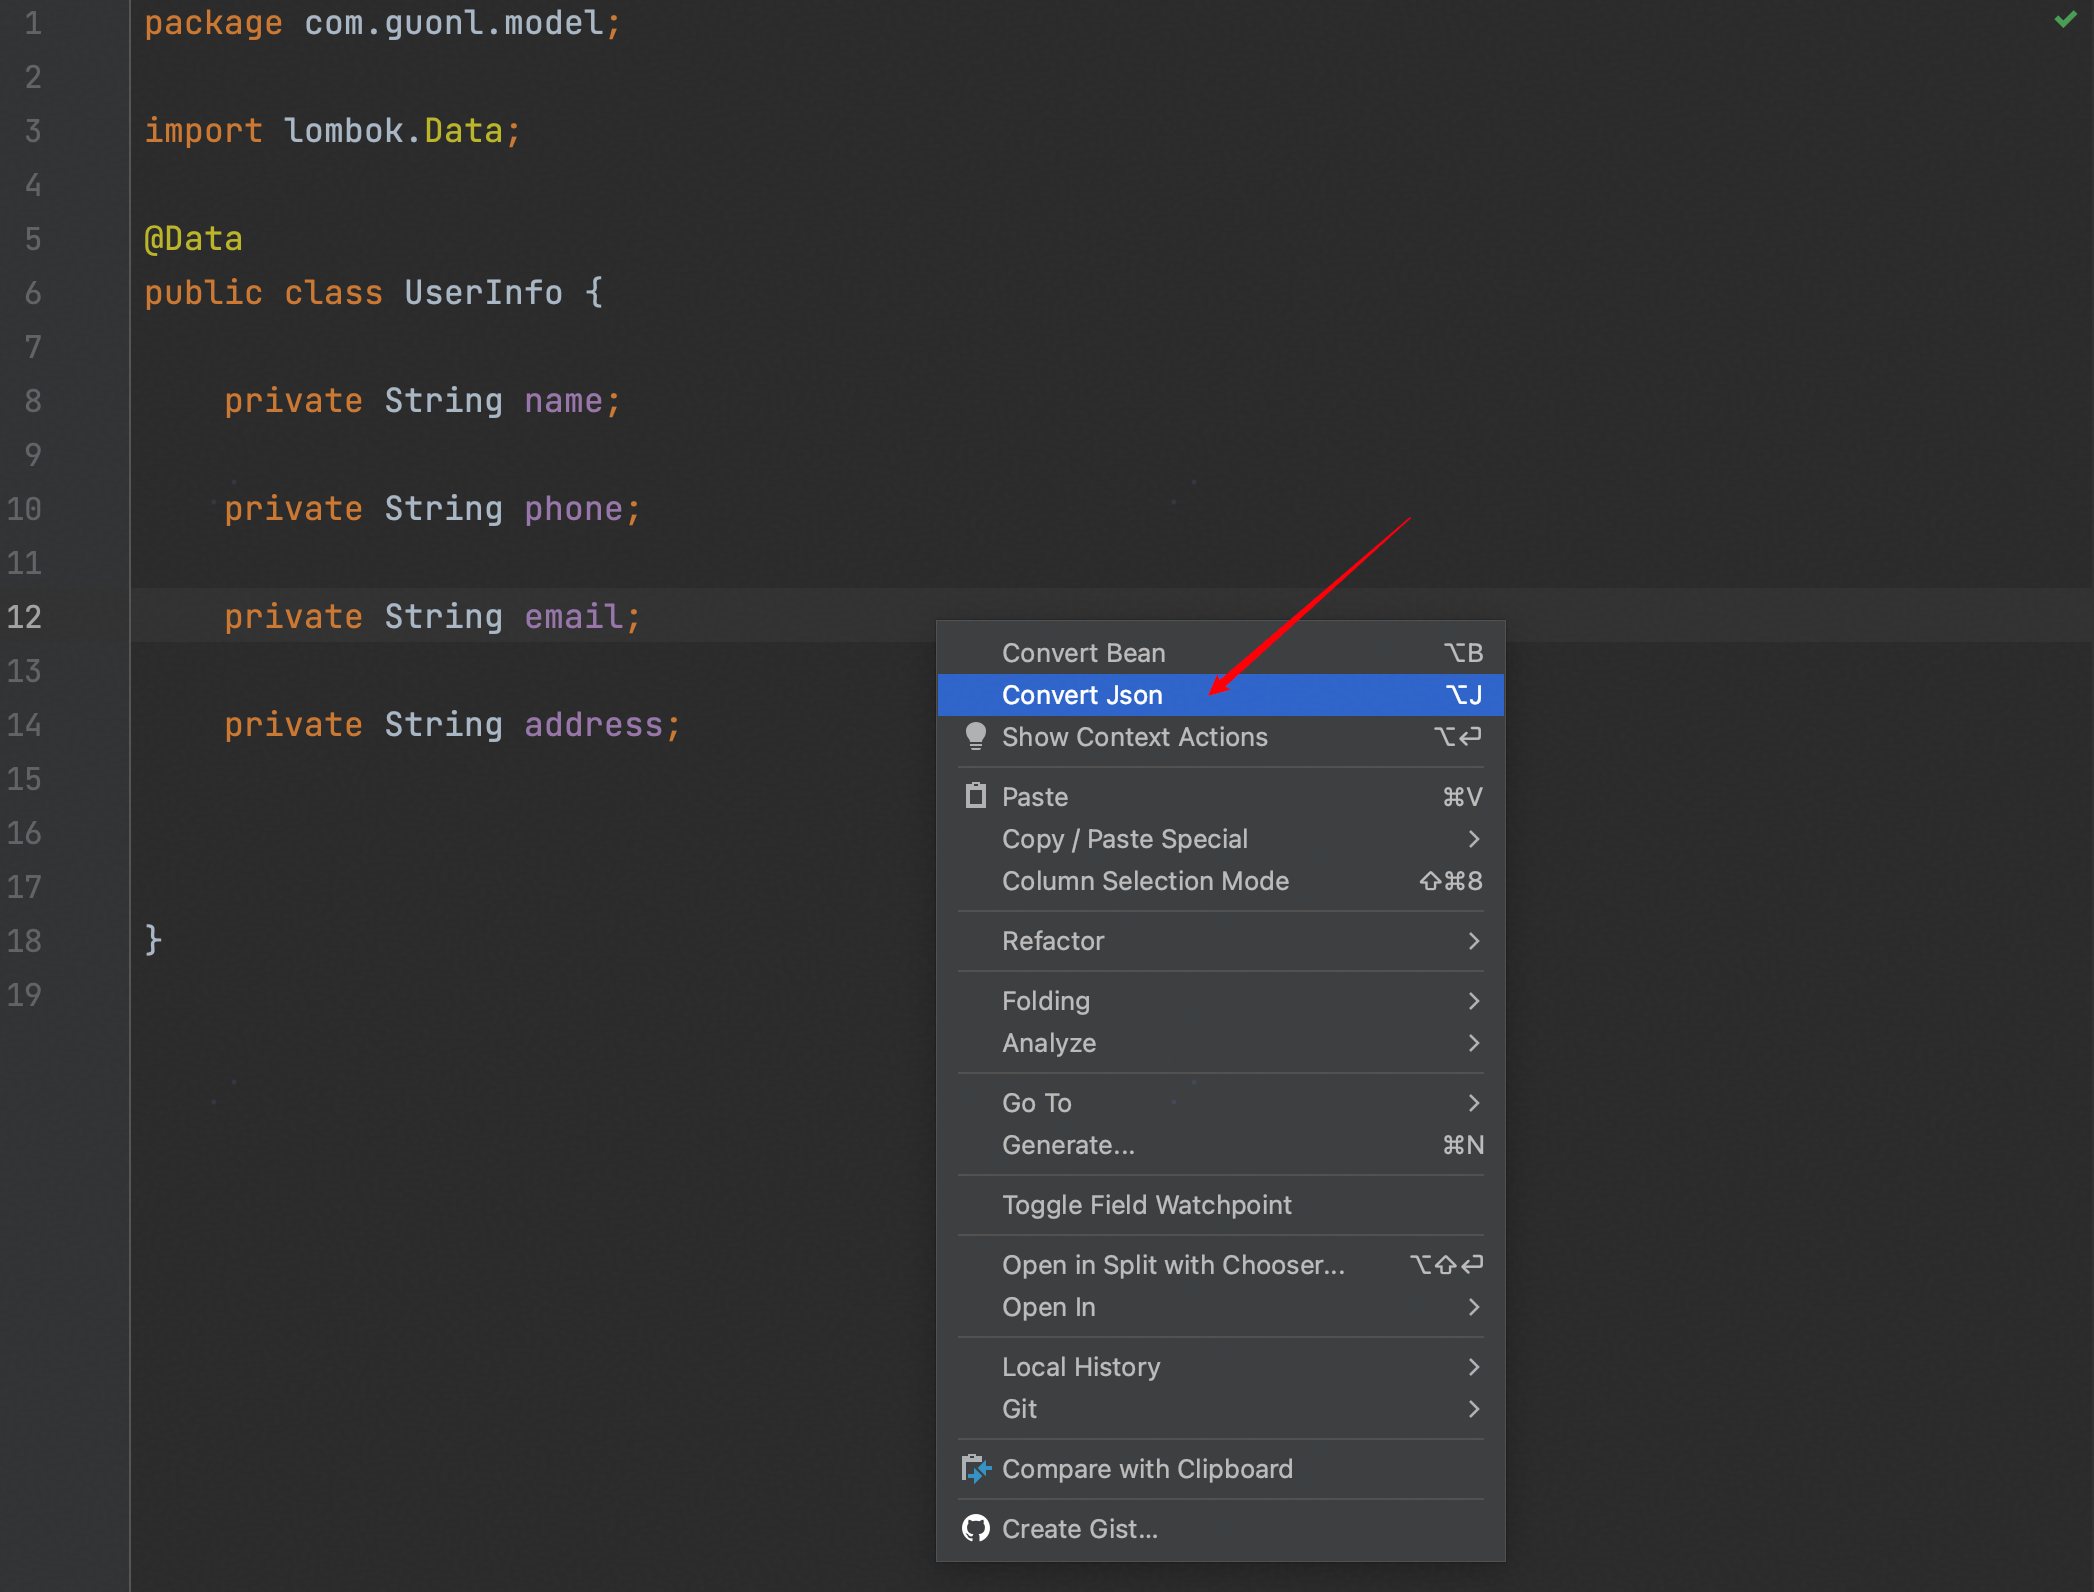 1 package com.guonl.model;
2
3 import lombok.Data;
4
5 @Data
6 public class UserInfo {
7
8 private String name;
9
10 private String phone;
11
12 private String email;
13
14 private String address;
15
16
17
18 }
19
Convert Bean ⌥B
Convert Json ⌥J
Show Context Actions ⌥⏎
Paste ⌘V
Copy / Paste Special
Column Selection Mode ⇧⌘8
Refactor
Folding
Analyze
Go To
Generate... ⌘N
Toggle Field Watchpoint
Open in Split with Chooser... ⌥⇧⏎
Open In
Local History
Git
Compare with Clipboard
Create Gist...